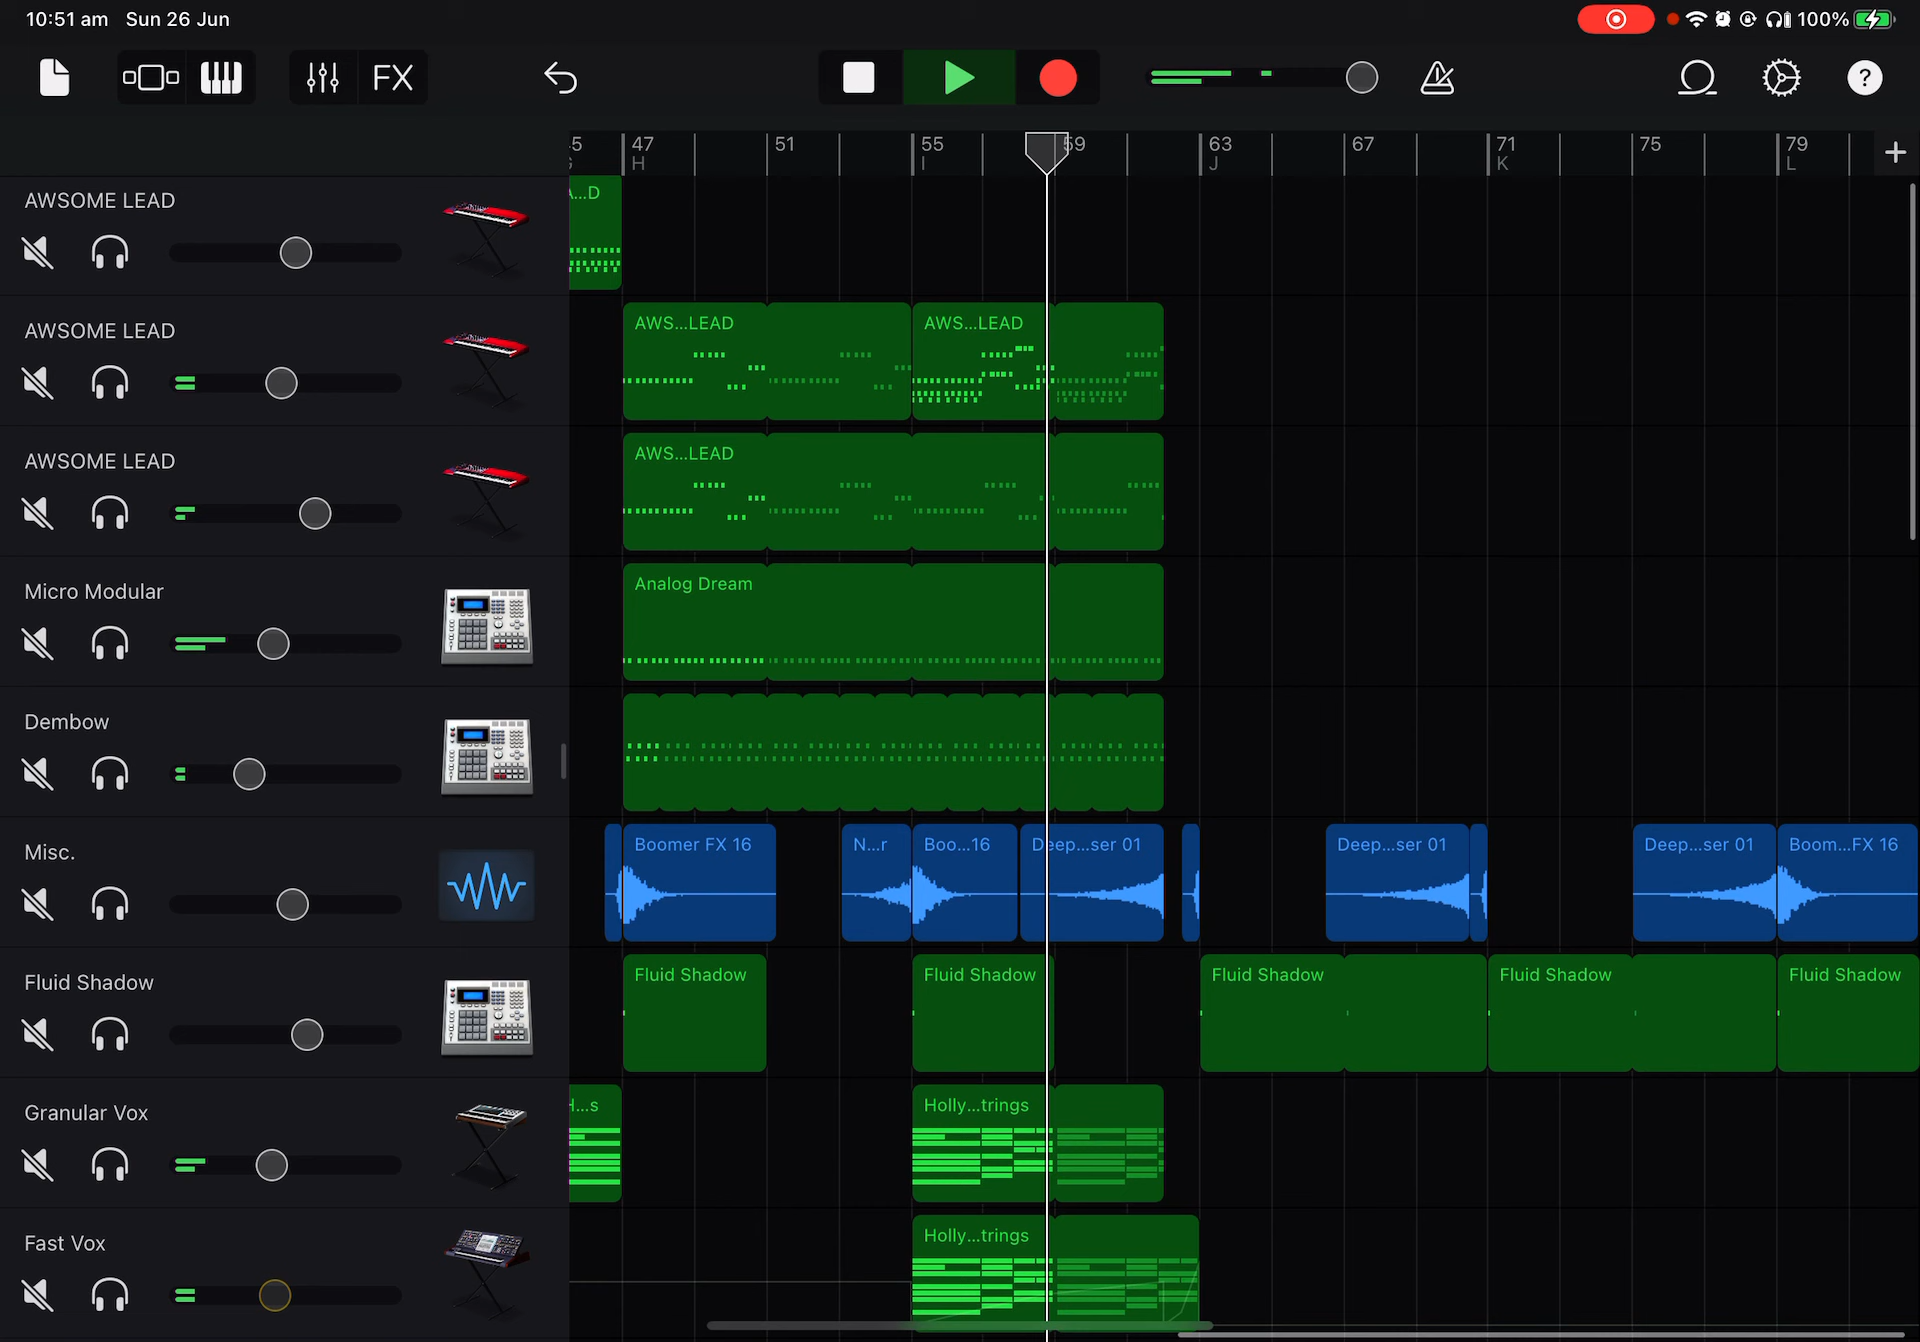 10:51 am Sun 26 Jun
100%
FX
?
5 47 51 55 59 63 67 71 75 79
G H I J K L
AWSOME LEAD
...D
AWSOME LEAD
AWS...LEAD AWS...LEAD
AWSOME LEAD
AWS...LEAD
Micro Modular
Analog Dream
Dembow
Misc.
Boomer FX 16 N...r Boo...16 Deep...ser 01 Deep...ser 01 Deep...ser 01 Boom...FX 16
Fluid Shadow
Fluid Shadow Fluid Shadow Fluid Shadow Fluid Shadow Fluid Shadow
Granular Vox
H...s Holly...trings
Fast Vox
Holly...trings